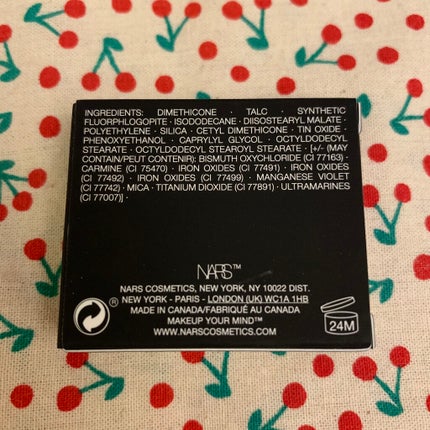 INGREDIENTS: DIMETHICONE · TALC · SYNTHETIC
FLUORPHLOGOPITE · ISODODECANE · DIISOSTEARYL MALATE ·
POLYETHYLENE · SILICA · CETYL DIMETHICONE · TIN OXIDE ·
PHENOXYETHANOL · CAPRYLYL GLYCOL · OCTYLDODECYL
STEARATE · OCTYLDODECYL STEAROYL STEARATE · [+/- (MAY
CONTAIN/PEUT CONTENIR): BISMUTH OXYCHLORIDE (CI 77163) ·
CARMINE (CI 75470) · IRON OXIDES (CI 77491) · IRON OXIDES
(CI 77492) · IRON OXIDES (CI 77499) · MANGANESE VIOLET
(CI 77742) · MICA · TITANIUM DIOXIDE (CI 77891) · ULTRAMARINES
(CI 77007)] ·
NARS™
NARS COSMETICS, NEW YORK, NY 10022 DIST.
NEW YORK - PARIS - LONDON (UK) WC1A 1HB
MADE IN CANADA/FABRIQUÉ AU CANADA
MAKEUP YOUR MIND™
WWW.NARSCOSMETICS.COM
®
24M